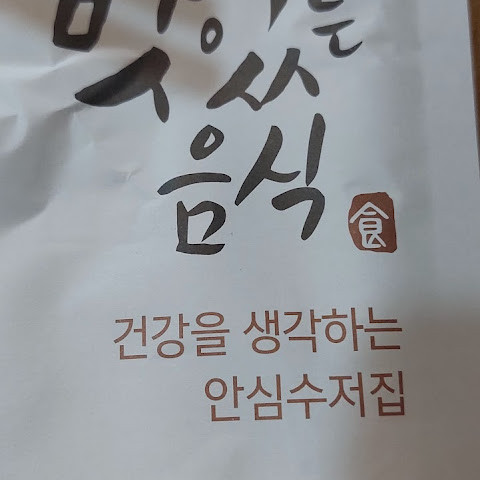 음식
食
건강을 생각하는
안심수저집